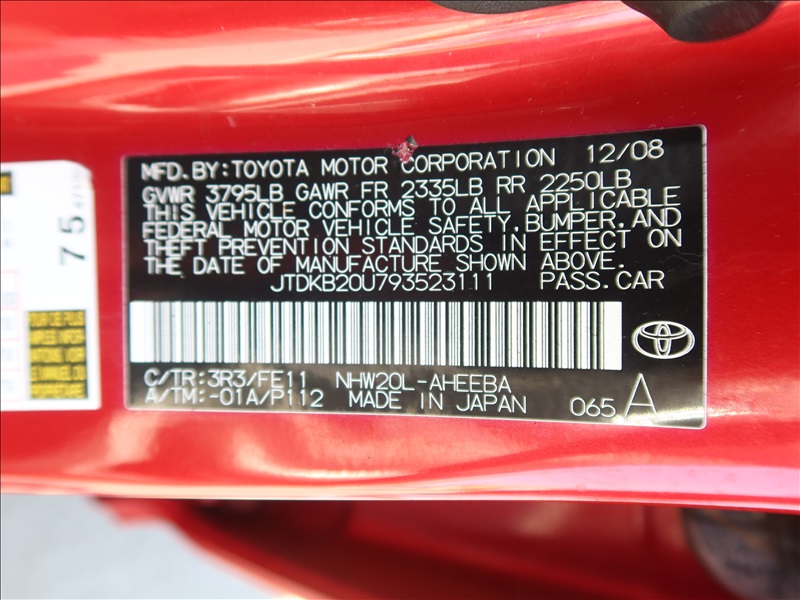 MFD. BY: TOYOTA MOTOR CORPORATION 12/08
GVWR 3795LB GAWR FR 2335LB RR 2250LB
THIS VEHICLE CONFORMS TO ALL APPLICABLE
FEDERAL MOTOR VEHICLE SAFETY, BUMPER, AND
THEFT PREVENTION STANDARDS IN EFFECT ON
THE DATE OF MANUFACTURE SHOWN ABOVE.
JTDKB20U793523111 PASS. CAR
C/TR: 3R3/FE11 NHW20L-AHEEBA
A/TM: -01A/P112 MADE IN JAPAN 065 A
75